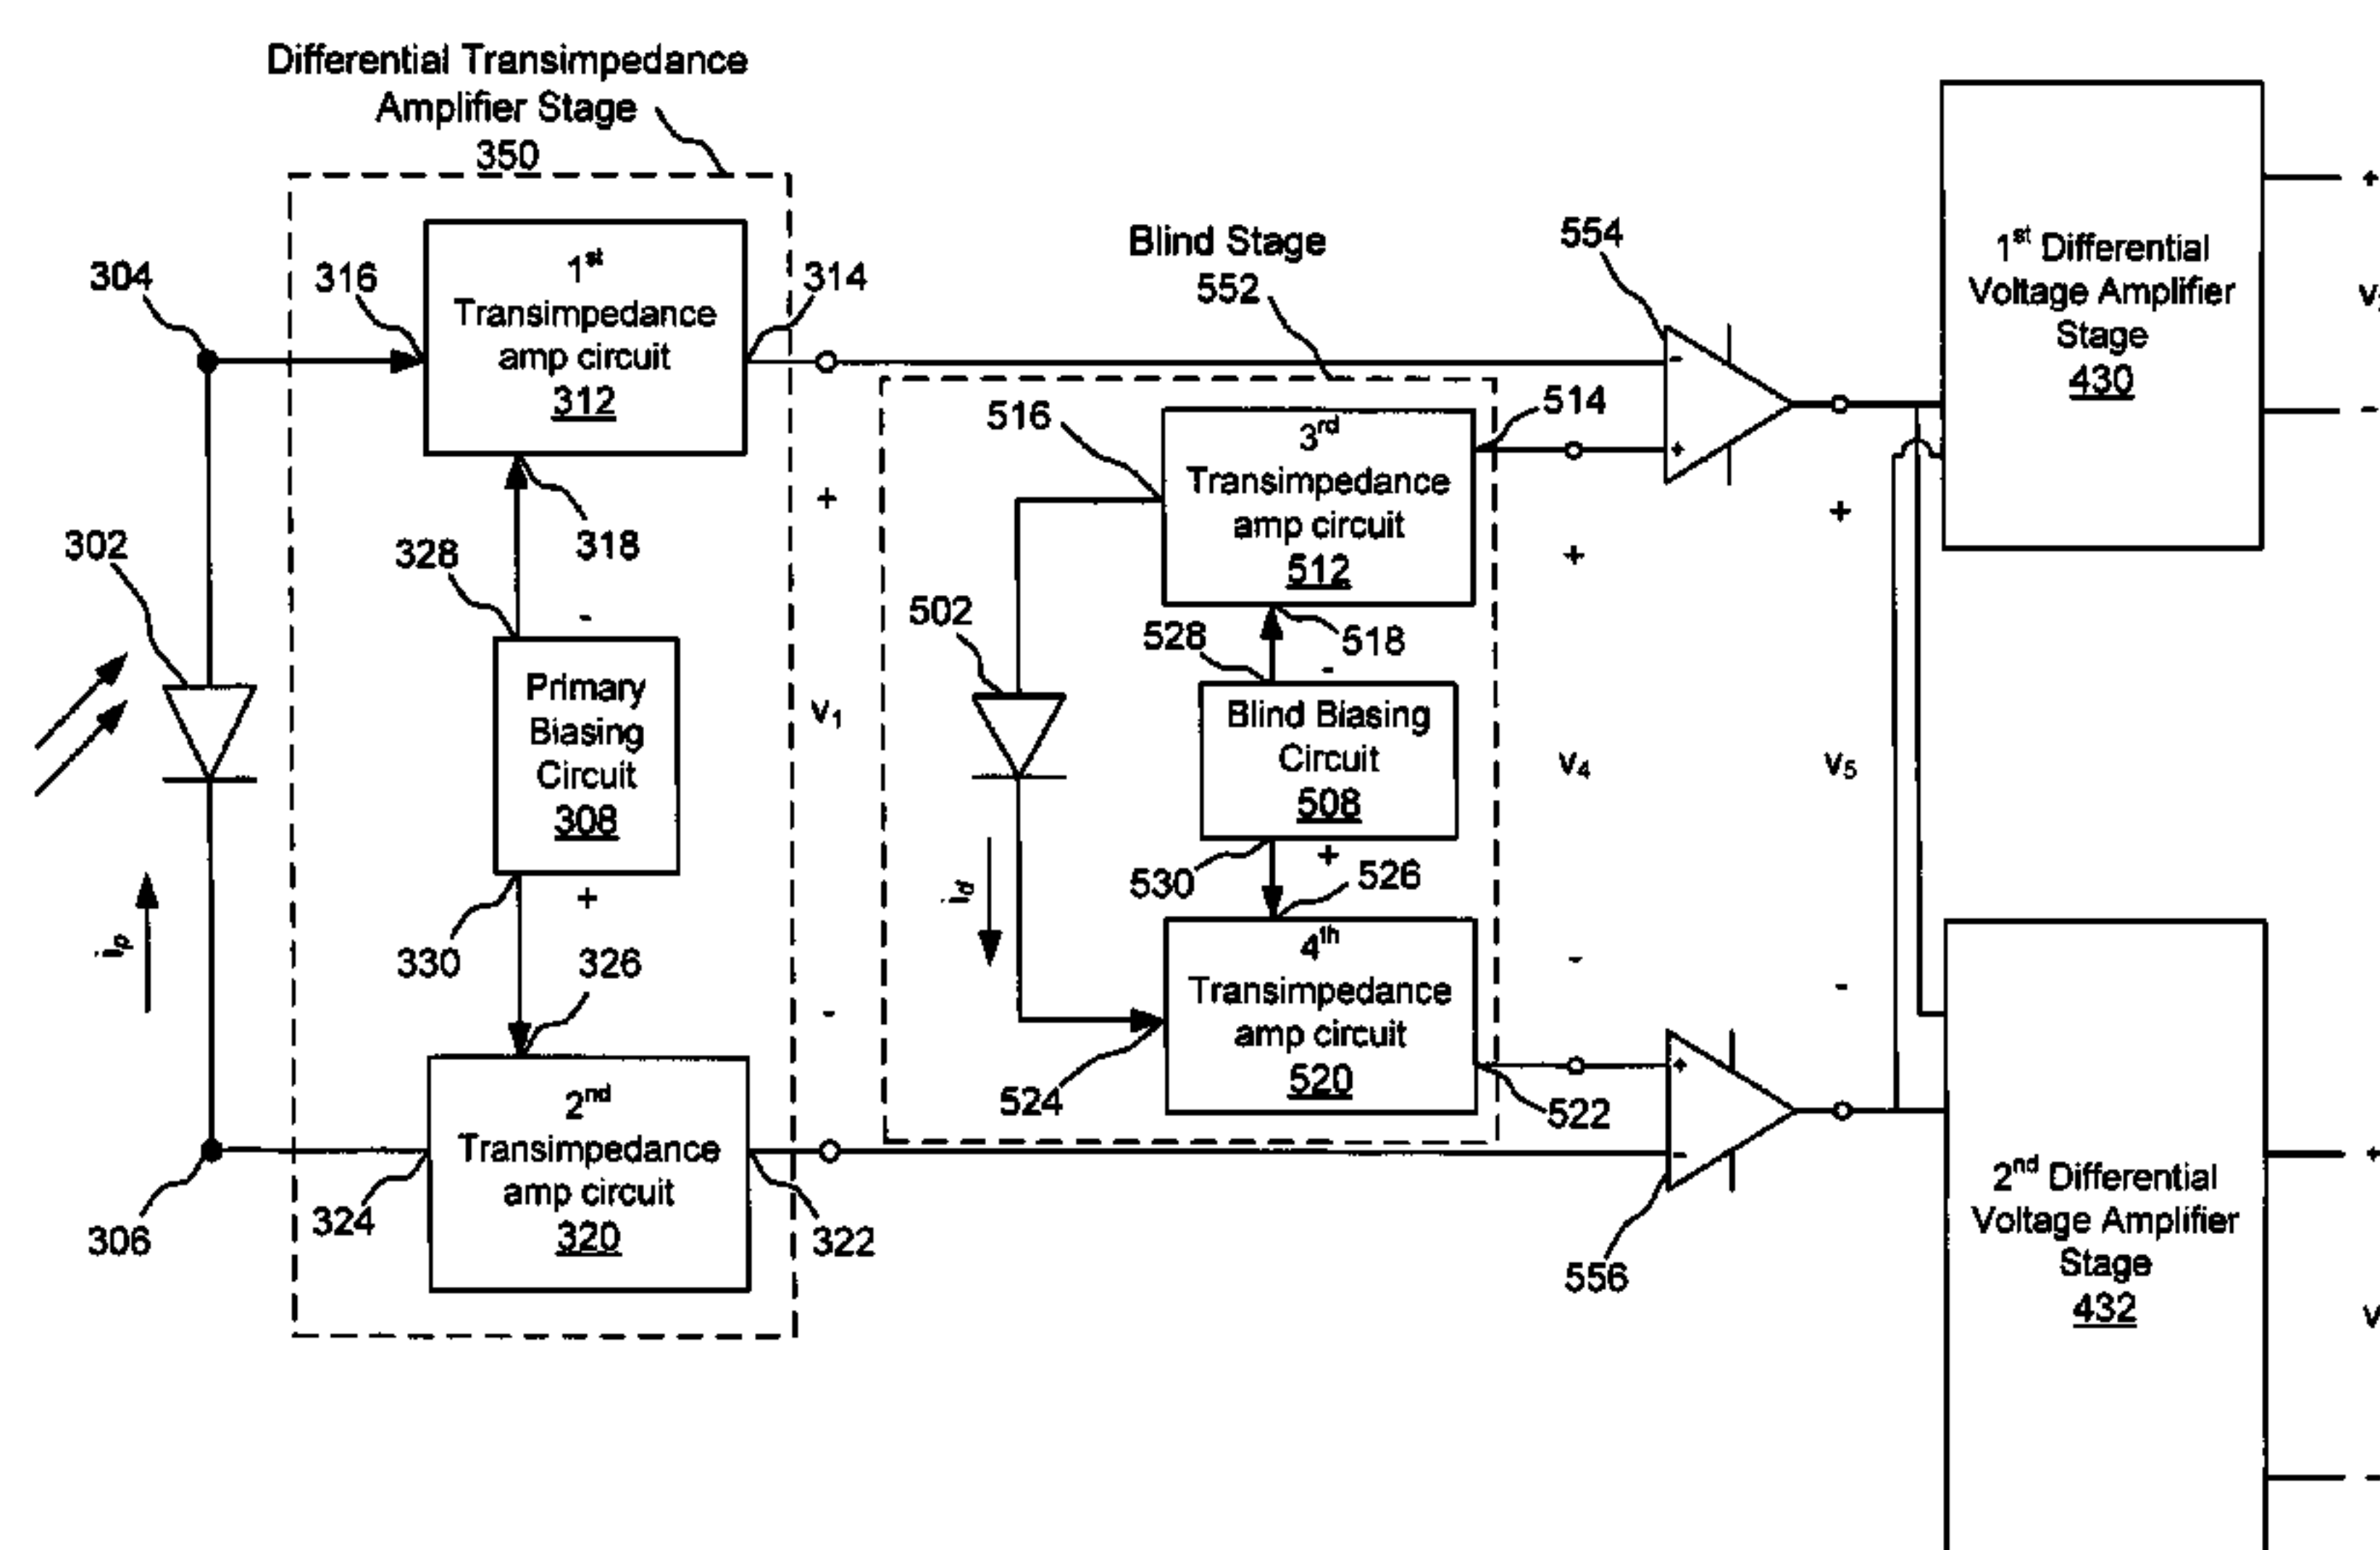 Differential Transimpedance
Amplifier Stage
350
304
316
1st
Transimpedance
amp circuit
312
314
318
302
328
-
Primary
Biasing
Circuit
308
+
330
326
ip
2nd
Transimpedance
amp circuit
320
306
324
322
+
v1
-
Blind Stage
552
516
3rd
Transimpedance
amp circuit
512
514
502
528
518
-
Blind Biasing
Circuit
508
+
530
526
id
4th
Transimpedance
amp circuit
520
524
522
+
v4
-
554
-
+
+
v5
-
+
-
556
1st Differential
Voltage Amplifier
Stage
430
+
-
2nd Differential
Voltage Amplifier
Stage
432
+
-